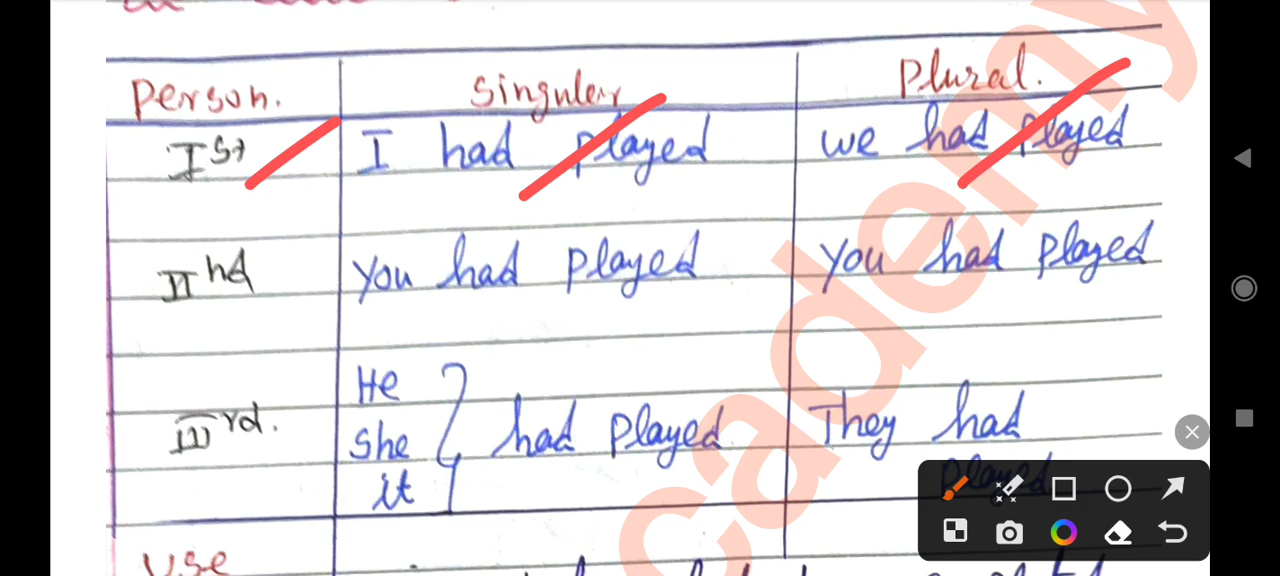 Person. Singuler Plural.
Ist I had played we had played
IInd You had played You had played
He
IIIrd. She had played They had
it played
use
cademy